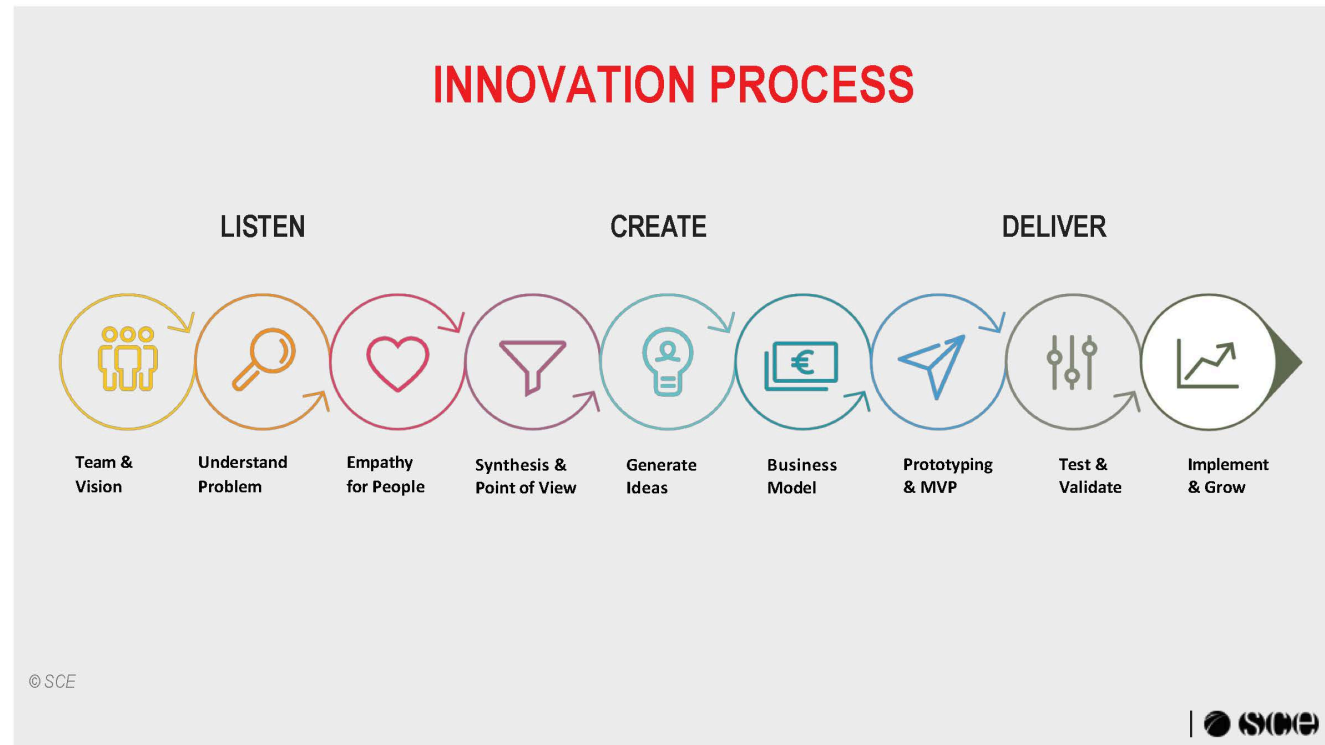 INNOVATION PROCESS
LISTEN
CREATE
DELIVER
€
Team &
Vision
Understand
Problem
Empathy
for People
Synthesis &
Point of View
Generate
Ideas
Business
Model
Prototyping
& MVP
Test &
Validate
Implement
& Grow
© SCE
sce